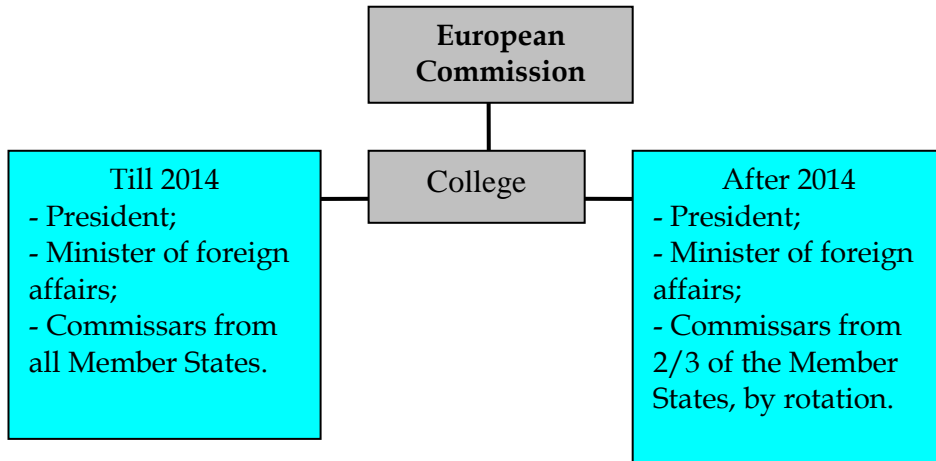 European
Commission
Till 2014
- President;
- Minister of foreign
affairs;
- Commissars from
all Member States.
College
After 2014
- President;
- Minister of foreign
affairs;
- Commissars from
2/3 of the Member
States, by rotation.